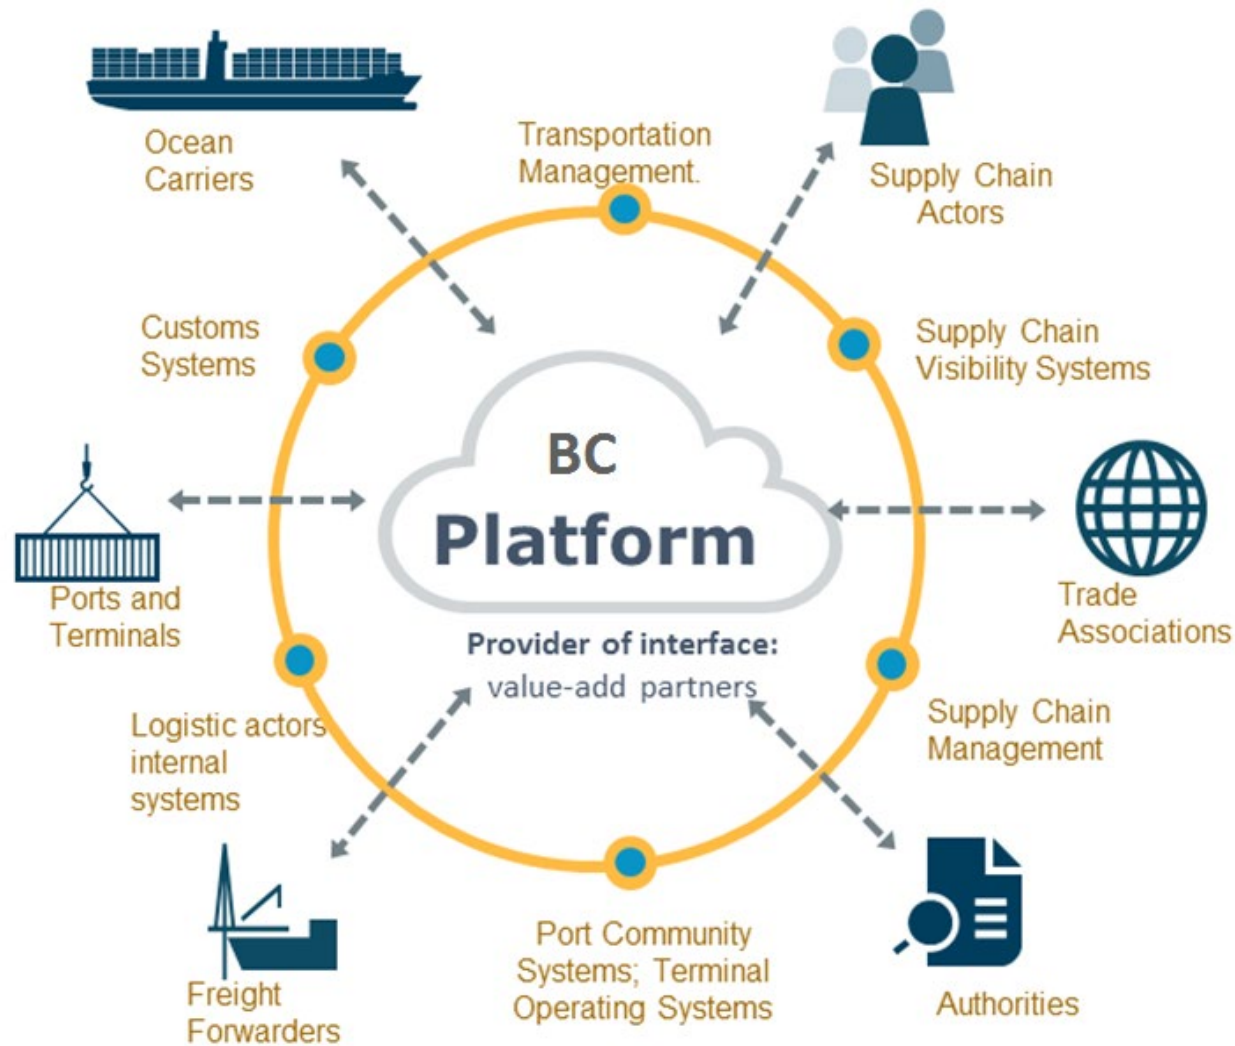 Ocean
Carriers
Transportation
Management.
Supply Chain
Actors
Customs
Systems
Supply Chain
Visibility Systems
BC
Platform
Ports and
Terminals
Trade
Associations
Provider of interface:
value-add partners
Logistic actors
internal
systems
Supply Chain
Management
Freight
Forwarders
Port Community
Systems; Terminal
Operating Systems
Authorities